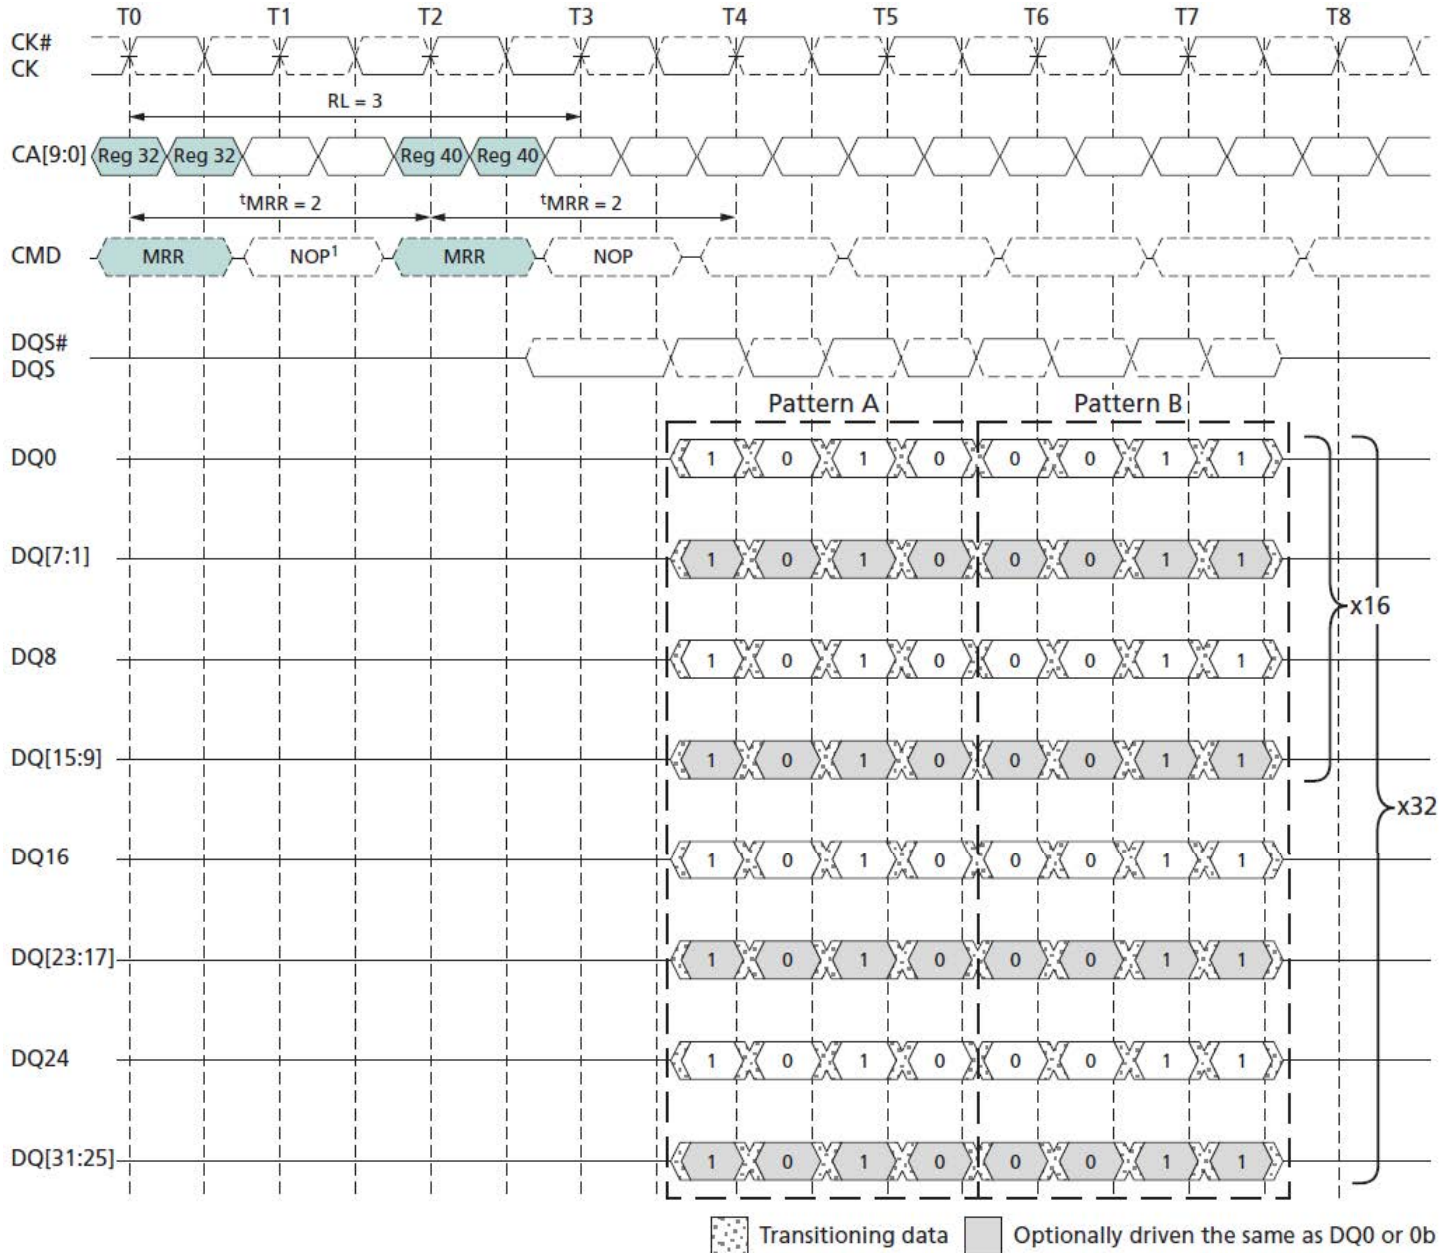 T0 T1 T2 T3 T4 T5 T6 T7 T8
CK#
CK
RL = 3
CA[9:0] Reg 32 Reg 32 Reg 40 Reg 40
tMRR = 2 tMRR = 2
CMD MRR NOP1 MRR NOP
DQS#
DQS
Pattern A Pattern B
DQ0 1 0 1 0 0 0 1 1
DQ[7:1] 1 0 1 0 0 0 1 1
x16
DQ8 1 0 1 0 0 0 1 1
DQ[15:9] 1 0 1 0 0 0 1 1
x32
DQ16 1 0 1 0 0 0 1 1
DQ[23:17] 1 0 1 0 0 0 1 1
DQ24 1 0 1 0 0 0 1 1
DQ[31:25] 1 0 1 0 0 0 1 1
Transitioning data Optionally driven the same as DQ0 or 0b